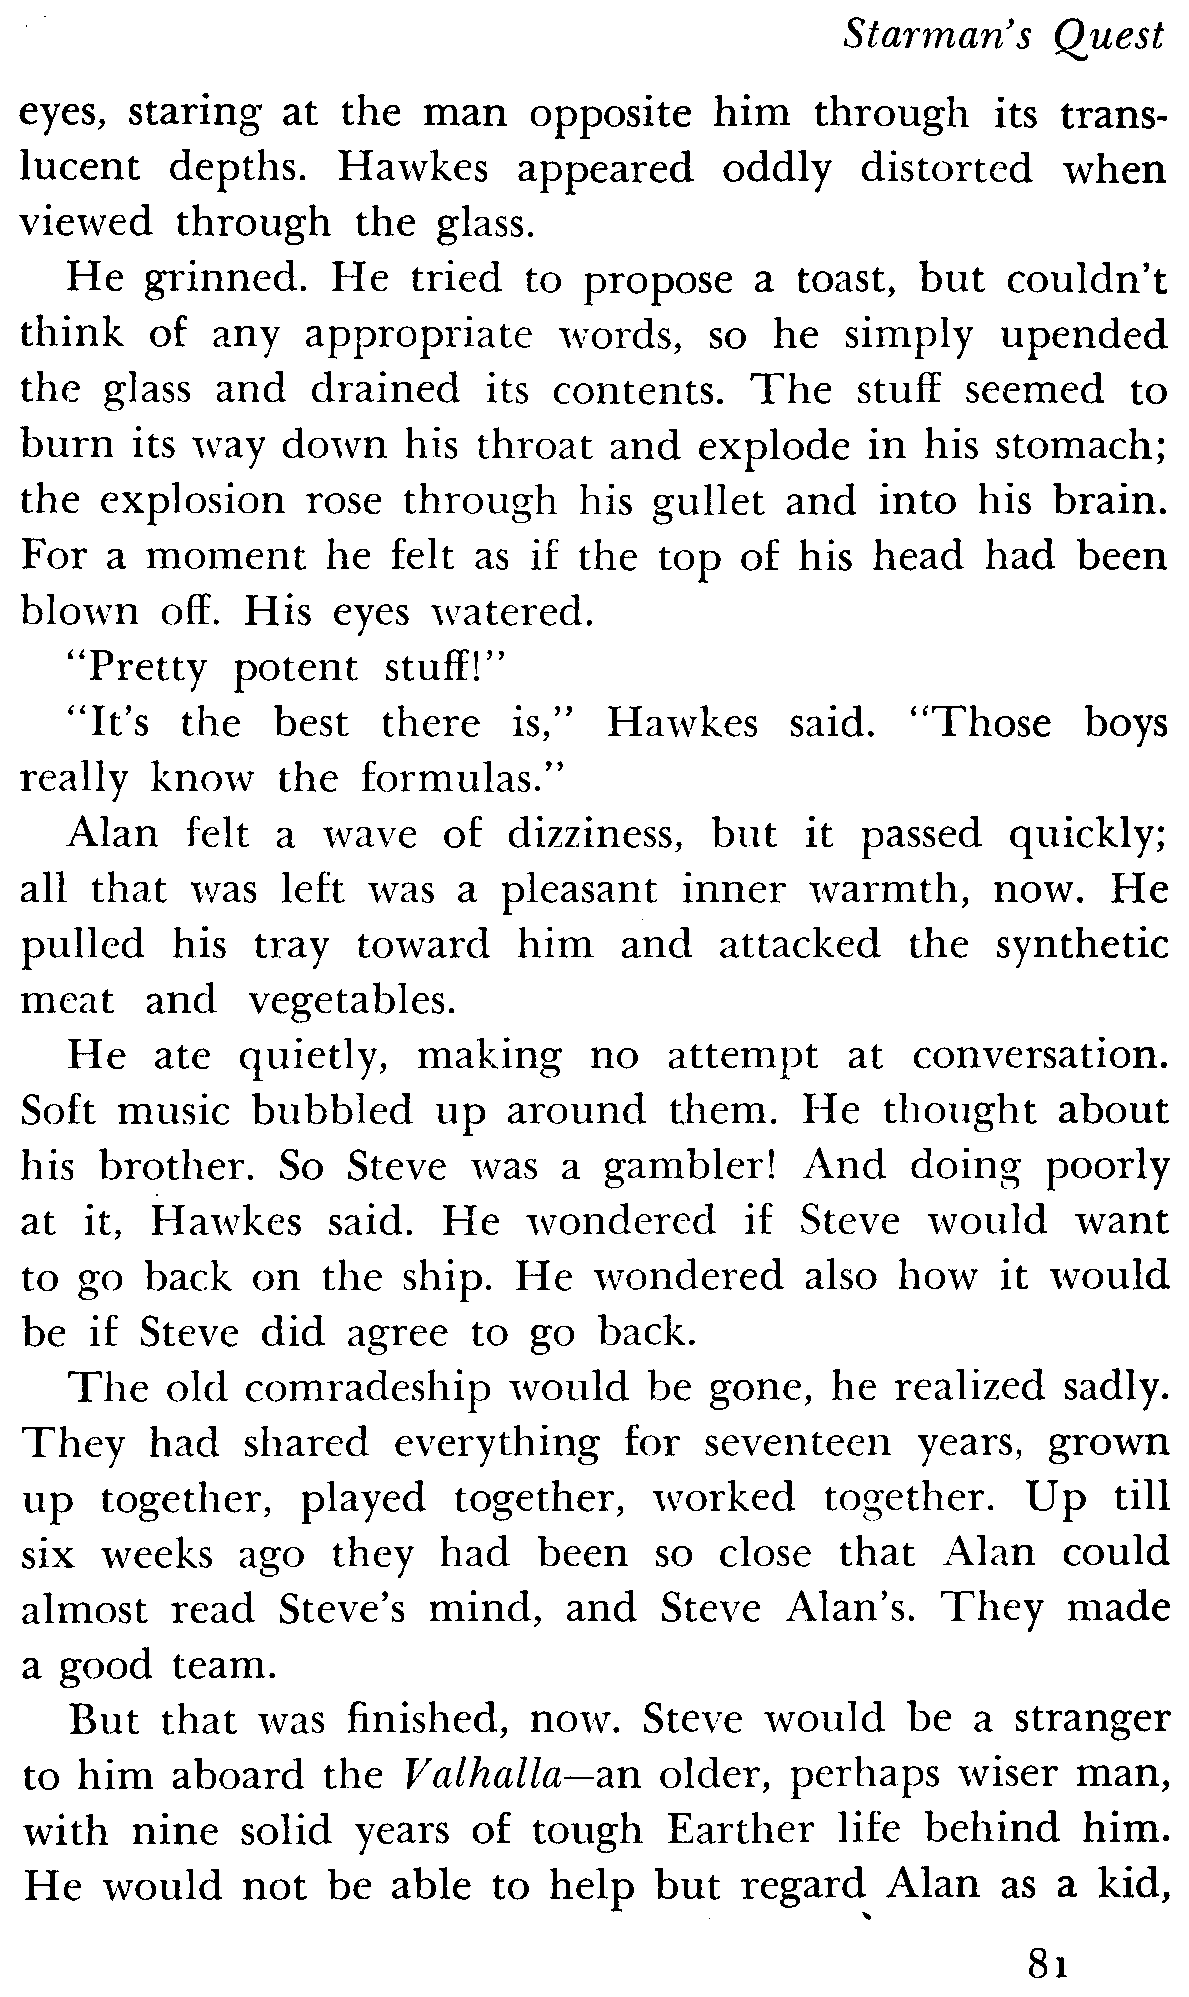 Starman's Quest
eyes, staring at the man opposite him through its trans-
lucent depths. Hawkes appeared oddly distorted when
viewed through the glass.
He grinned. He tried to propose a toast, but couldn't
think of any appropriate words, so he simply upended
the glass and drained its contents. The stuff seemed to
burn its way down his throat and explode in his stomach;
the explosion rose through his gullet and into his brain.
For a moment he felt as if the top of his head had been
blown off. His eyes watered.
"Pretty potent stuff!"
"It's the best there is," Hawkes said. "Those boys
really know the formulas."
Alan felt a wave of dizziness, but it passed quickly;
all that was left was a pleasant inner warmth, now. He
pulled his tray toward him and attacked the synthetic
meat and vegetables.
He ate quietly, making no attempt at conversation.
Soft music bubbled up around them. He thought about
his brother. So Steve was a gambler! And doing poorly
at it, Hawkes said. He wondered if Steve would want
to go back on the ship. He wondered also how it would
be if Steve did agree to go back.
The old comradeship would be gone, he realized sadly.
They had shared everything for seventeen years, grown
up together, played together, worked together. Up till
six weeks ago they had been so close that Alan could
almost read Steve's mind, and Steve Alan's. They made
a good team.
But that was finished, now. Steve would be a stranger
to him aboard the Valhalla—an older, perhaps wiser man,
with nine solid years of tough Earther life behind him.
He would not be able to help but regard Alan as a kid,
81